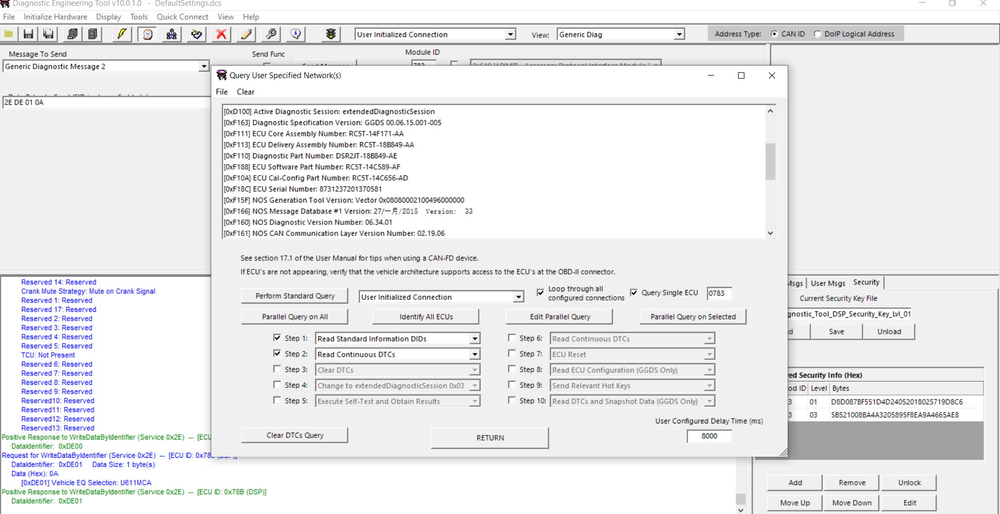 Diagnostic Engineering Tool v10.0.1.0 - DefaultSettings.dcs
File Initialize Hardware Display Tools Quick Connect View Help
User Initialized Connection View: Generic Diag Address Type: CAN ID DoIP Logical Address
Message To Send Send Func Module ID
Generic Diagnostic Message 2
2E DE 01 0A
Query User Specified Network(s)
File Clear
[0xD100] Active Diagnostic Session: extendedDiagnosticSession
[0xF163] Diagnostic Specification Version: GGDS 00.06.15.001-005
[0xF111] ECU Core Assembly Number: RC5T-14F171-AA
[0xF113] ECU Delivery Assembly Number: RC5T-18B849-AA
[0xF110] Diagnostic Part Number: DSR2JT-18B849-AE
[0xF188] ECU Software Part Number: RC5T-14C589-AF
[0xF10A] ECU Cal-Config Part Number: RC5T-14C656-AD
[0xF18C] ECU Serial Number: 8731237201370581
[0xF15F] NOS Generation Tool Version: Vector 0x08080002100496000000
[0xF166] NOS Message Database #1 Version: 27/一月/2015 Version: 33
[0xF160] NOS Diagnostic Version Number: 06.34.01
[0xF161] NOS CAN Communication Layer Version Number: 02.19.06
See section 17.1 of the User Manual for tips when using a CAN-FD device.
If ECU's are not appearing, verify that the vehicle architecture supports access to the ECU's at the OBD-II connector.
Perform Standard Query User Initialized Connection Loop through all configured connections Query Single ECU 0783
Parallel Query on All Identify All ECUs Edit Parallel Query Parallel Query on Selected
Step 1: Read Standard Information DIDs Step 6: Read Continuous DTCs
Step 2: Read Continuous DTCs Step 7: ECU Reset
Step 3: Clear DTCs Step 8: Read ECU Configuration (GGDS Only)
Step 4: Change to extendedDiagnosticSession 0x03 Step 9: Send Relevant Hot Keys
Step 5: Execute Self-Test and Obtain Results Step 10: Read DTCs and Snapshot Data (GGDS Only)
User Configured Delay Time (ms)
Clear DTCs Query RETURN 8000
Reserved 14: Reserved
Crank Mute Strategy: Mute on Crank Signal
Reserved 1: Reserved
Reserved 17: Reserved
Reserved 2: Reserved
Reserved 3: Reserved
Reserved 4: Reserved
Reserved 5: Reserved
TCU: Not Present
Reserved 6: Reserved
Reserved 7: Reserved
Reserved 8: Reserved
Reserved 9: Reserved
Reserved10: Reserved
Reserved11: Reserved
Reserved12: Reserved
Reserved13: Reserved
Positive Response to WriteDataByIdentifier (Service 0x2E) -- [ECU
DataIdentifier: 0xDE00
Request for WriteDataByIdentifier (Service 0x2E) -- [ECU ID:
DataIdentifier: 0xDE01 Data Size: 1 byte(s)
Data (Hex): 0A
[0xDE01] Vehicle EQ Selection: U611MCA
Positive Response to WriteDataByIdentifier (Service 0x2E) -- [ECU ID: 0x78B (DSP)]
DataIdentifier: 0xDE01
Msgs User Msgs Security
Current Security Key File
gnostic_Tool_DSP_Security_Key_Lvl_01
d Save Unload
red Security Info (Hex)
od ID Level Bytes
3 01 D8D087BF551D4D24052018025719D8C6
3 03 5B521008BA4A3205895F8EA9A4665AE8
Add Remove Unlock
Move Up Move Down Edit